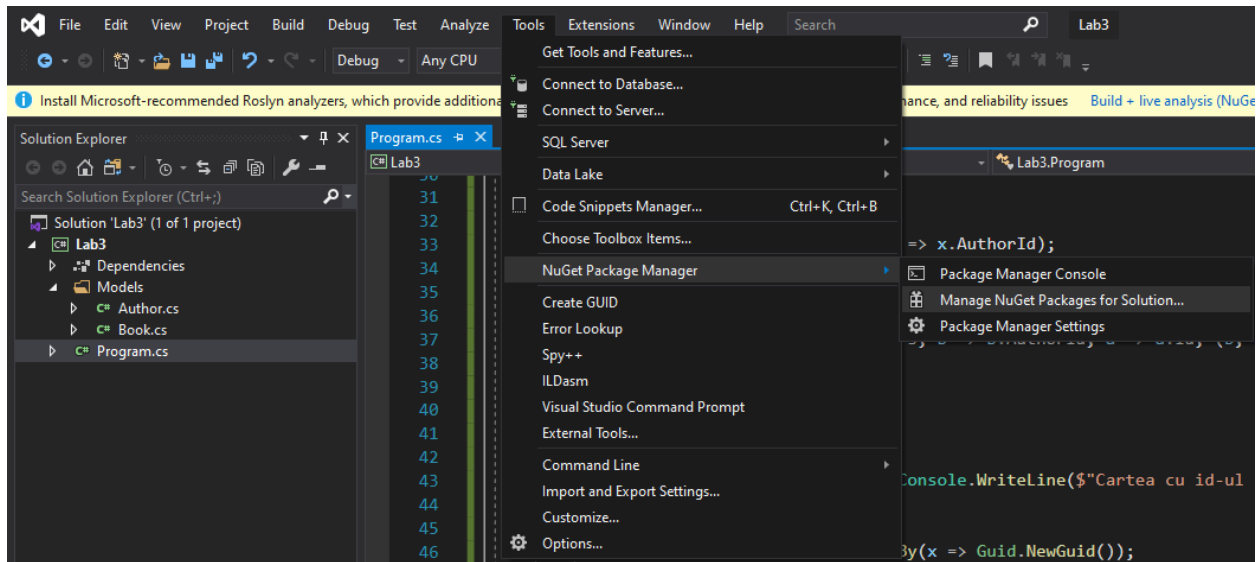 File Edit View Project Build Debug Test Analyze Tools Extensions Window Help Search Lab3
Debug Any CPU
Install Microsoft-recommended Roslyn analyzers, which provide additiona
ance, and reliability issues Build + live analysis (NuGe
Solution Explorer
Search Solution Explorer (Ctrl+;)
Solution 'Lab3' (1 of 1 project)
C# Lab3
Dependencies
Models
C# Author.cs
C# Book.cs
C# Program.cs
Program.cs
C# Lab3
Lab3.Program
31
32
33
34
35
36
37
38
39
40
41
42
43
44
45
46
=> x.AuthorId);
Console.WriteLine($"Cartea cu id-ul
By(x => Guid.NewGuid());
Get Tools and Features...
Connect to Database...
Connect to Server...
SQL Server
Data Lake
Code Snippets Manager... Ctrl+K, Ctrl+B
Choose Toolbox Items...
NuGet Package Manager
Create GUID
Error Lookup
Spy++
ILDasm
Visual Studio Command Prompt
External Tools...
Command Line
Import and Export Settings...
Customize...
Options...
Package Manager Console
Manage NuGet Packages for Solution...
Package Manager Settings